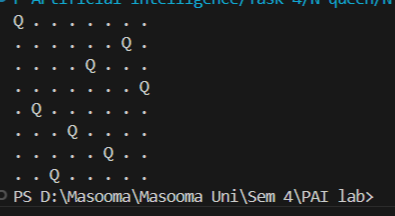 Q . . . . . . .
. . . . . . Q .
. . . . Q . . .
. . . . . . . Q
. Q . . . . . .
. . . Q . . . .
. . . . . Q . .
. . Q . . . . .
PS D:\Masooma\Masooma Uni\Sem 4\PAI lab>